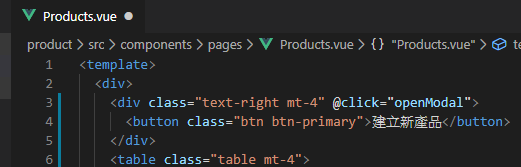 Products.vue
product > src > components > pages > Products.vue > {} "Products.vue" >
1 <template>
2 <div>
3 <div class="text-right mt-4" @click="openModal">
4 <button class="btn btn-primary">建立新產品</button>
5 </div>
6 <table class="table mt-4">